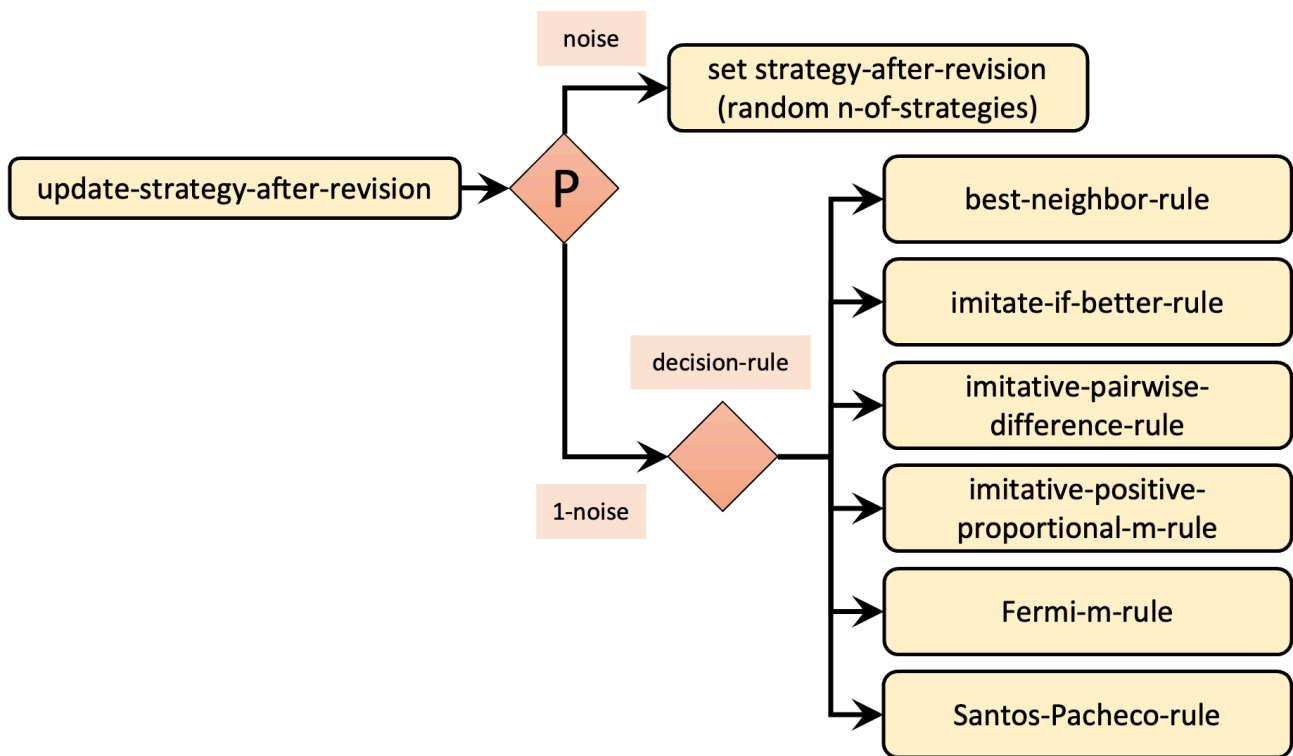 noise
set strategy-after-revision
(random n-of-strategies)
update-strategy-after-revision
P
best-neighbor-rule
imitate-if-better-rule
decision-rule
imitative-pairwise-
difference-rule
1-noise
imitative-positive-
proportional-m-rule
Fermi-m-rule
Santos-Pacheco-rule